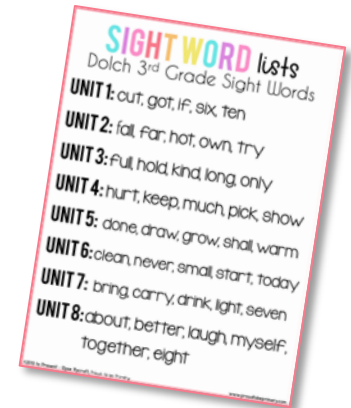 SIGHT WORD lists
Dolch 3rd Grade Sight Words
UNIT 1: cut, got, if, six, ten
UNIT 2: fall, far, hot, own, try
UNIT 3: full, hold, kind, long, only
UNIT 4: hurt, keep, much, pick, show
UNIT 5: done, draw, grow, shall, warm
UNIT 6: clean, never, small, start, today
UNIT 7: bring, carry, drink, light, seven
UNIT 8: about, better, laugh, myself,
together, eight